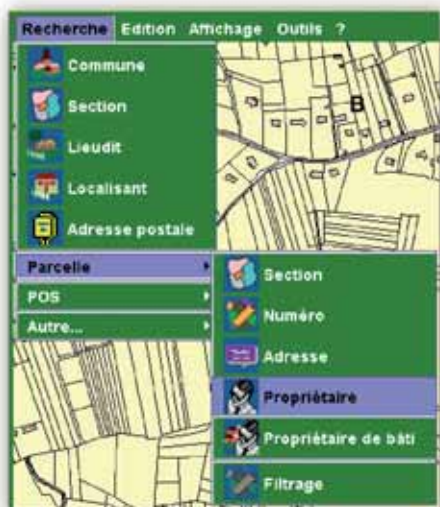 Recherche Edition Affichage Outils ?
Commune
Section
Lieudit
Localisant
Adresse postale
Parcelle
POS
Autre...
Section
Numéro
Adresse
Propriétaire
Propriétaire de bâti
Filtrage
B